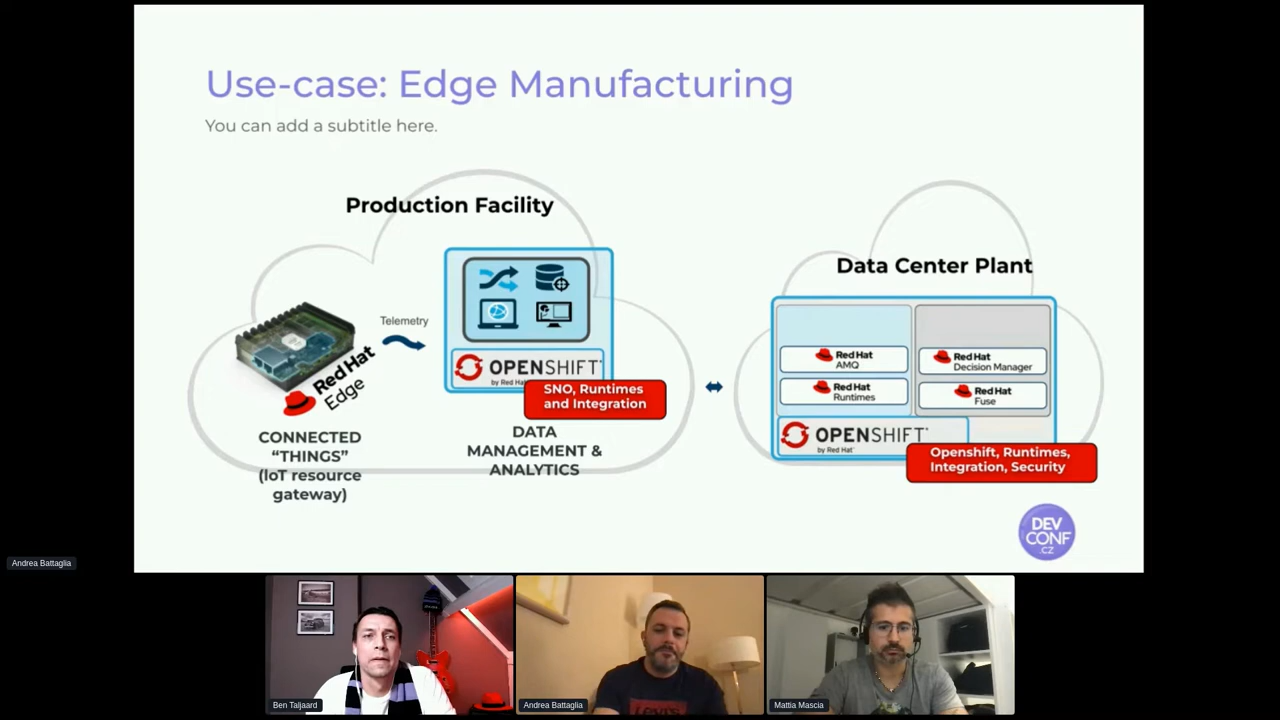 Use-case: Edge Manufacturing
You can add a subtitle here.
Production Facility
Telemetry
Red Hat
Edge
OPENSHIFT
by Red Hat
SNO, Runtimes
and Integration
CONNECTED
“THINGS”
(IoT resource
gateway)
DATA
MANAGEMENT &
ANALYTICS
Data Center Plant
Red Hat
AMQ
Red Hat
Runtimes
Red Hat
Decision Manager
Red Hat
Fuse
OPENSHIFT
by Red Hat
Openshift, Runtimes,
Integration, Security
DEV
CONF
.CZ
Andrea Battaglia
Ben Taljaard
Andrea Battaglia
Mattia Mascia